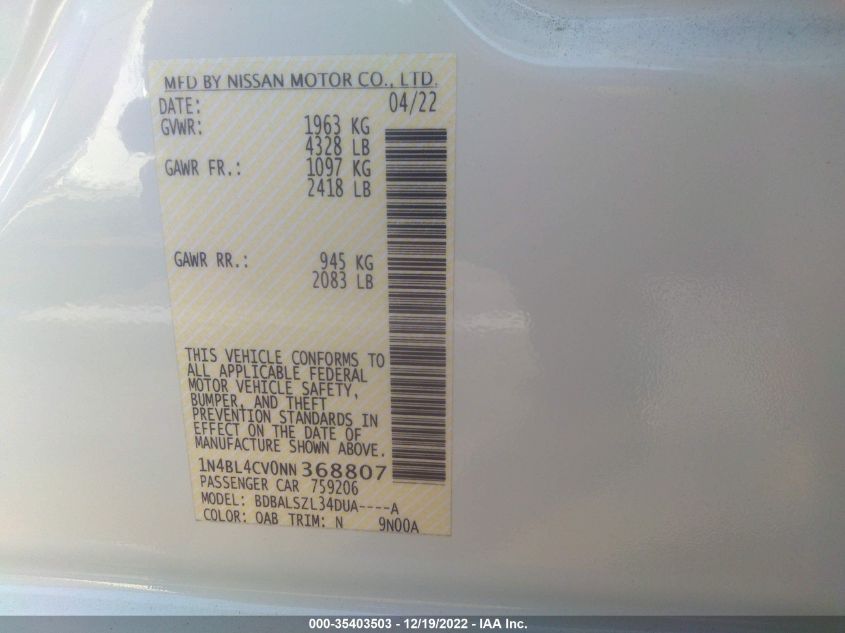 MFD BY NISSAN MOTOR CO., LTD.
DATE: 04/22
GVWR: 1963 KG
4328 LB
GAWR FR.: 1097 KG
2418 LB
GAWR RR.: 945 KG
2083 LB
THIS VEHICLE CONFORMS TO
ALL APPLICABLE FEDERAL
MOTOR VEHICLE SAFETY,
BUMPER, AND THEFT
PREVENTION STANDARDS IN
EFFECT ON THE DATE OF
MANUFACTURE SHOWN ABOVE.
1N4BL4CV0NN368807
PASSENGER CAR 759206
MODEL: BDBALSZL34DUA----A
COLOR: QAB TRIM: N 9N00A
000-35403503 - 12/19/2022 - IAA Inc.